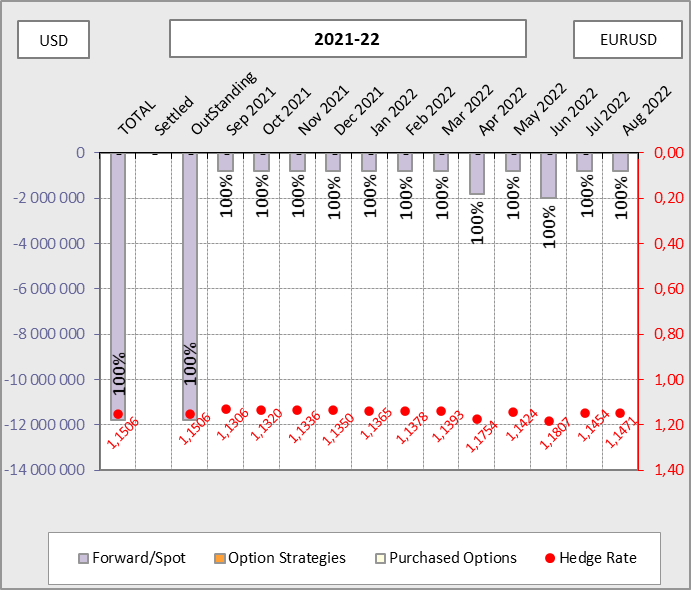 USD
2021-22
EURUSD
TOTAL
Settled
OutStanding
Sep 2021
Oct 2021
Nov 2021
Dec 2021
Jan 2022
Feb 2022
Mar 2022
Apr 2022
May 2022
Jun 2022
Jul 2022
Aug 2022
0
-2 000 000
-4 000 000
-6 000 000
-8 000 000
-10 000 000
-12 000 000
-14 000 000
100%
100%
100%
100%
100%
100%
100%
100%
100%
100%
100%
100%
100%
100%
1,1506
1,1506
1,1306
1,1320
1,1336
1,1350
1,1365
1,1378
1,1393
1,1754
1,1424
1,1807
1,1454
1,1471
0,00
0,20
0,40
0,60
0,80
1,00
1,20
1,40
Forward/Spot Option Strategies Purchased Options Hedge Rate